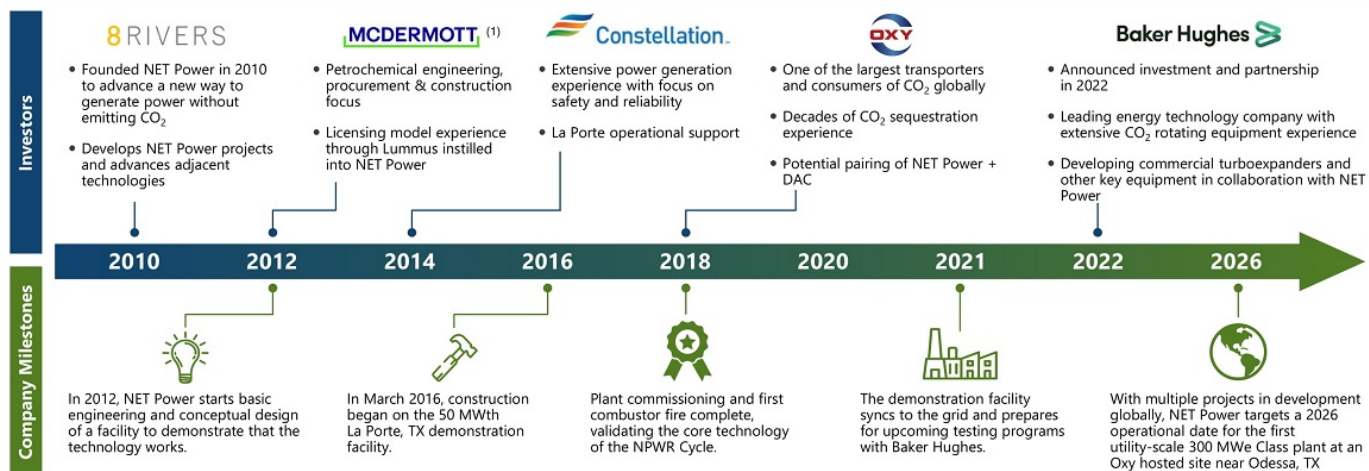 Investors
8 RIVERS
• Founded NET Power in 2010
to advance a new way to
generate power without
emitting CO₂
• Develops NET Power projects
and advances adjacent
technologies
MCDERMOTT (1)
• Petrochemical engineering,
procurement & construction
focus
• Licensing model experience
through Lummus instilled
into NET Power
Constellation
• Extensive power generation
experience with focus on
safety and reliability
• La Porte operational support
OXY
• One of the largest transporters
and consumers of CO₂ globally
• Decades of CO₂ sequestration
experience
• Potential pairing of NET Power +
DAC
Baker Hughes
• Announced investment and partnership
in 2022
• Leading energy technology company with
extensive CO₂ rotating equipment experience
• Developing commercial turboexpanders and
other key equipment in collaboration with NET
Power
2010 2012 2014 2016 2018 2020 2021 2022 2026
Company Milestones
In 2012, NET Power starts basic
engineering and conceptual design
of a facility to demonstrate that the
technology works.
In March 2016, construction
began on the 50 MWth
La Porte, TX demonstration
facility.
Plant commissioning and first
combustor fire complete,
validating the core technology
of the NPWR Cycle.
The demonstration facility
syncs to the grid and prepares
for upcoming testing programs
with Baker Hughes.
With multiple projects in development
globally, NET Power targets a 2026
operational date for the first
utility-scale 300 MWe Class plant at an
Oxy hosted site near Odessa, TX